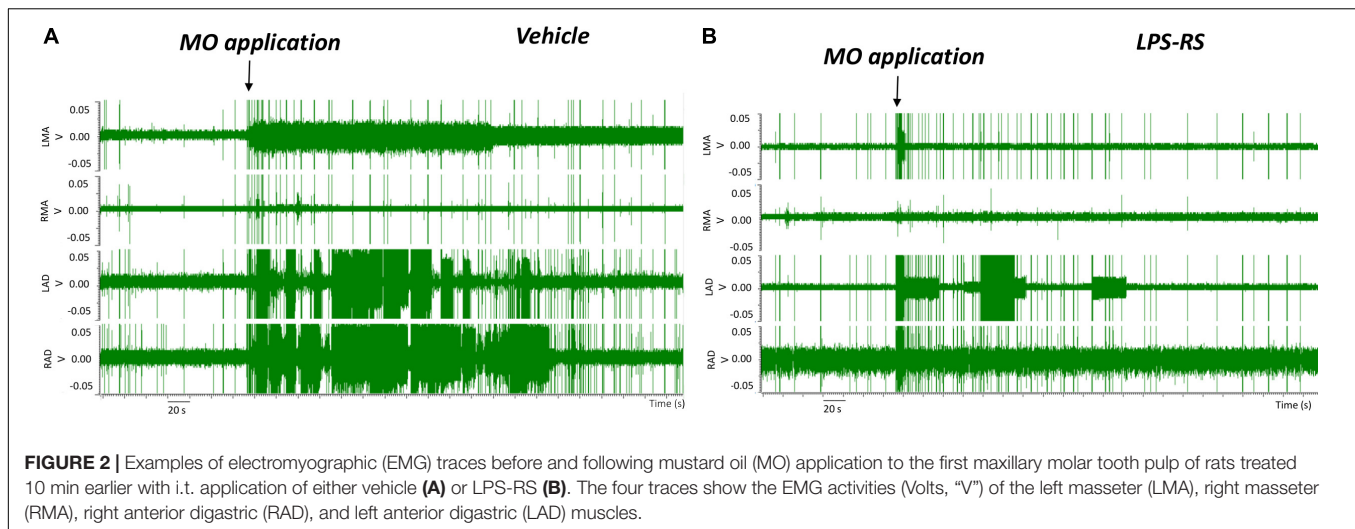 A
MO application
Vehicle
0.05
0.00
-0.05
LMA
V
0.05
0.00
-0.05
RMA
V
0.05
0.00
-0.05
LAD
V
0.05
0.00
-0.05
RAD
V
20 s
Time (s)
B
MO application
LPS-RS
0.05
0.00
-0.05
LMA
V
0.05
0.00
-0.05
RMA
V
0.05
0.00
-0.05
LAD
V
0.05
0.00
-0.05
RAD
V
20 s
Time (s)
FIGURE 2 | Examples of electromyographic (EMG) traces before and following mustard oil (MO) application to the first maxillary molar tooth pulp of rats treated
10 min earlier with i.t. application of either vehicle (A) or LPS-RS (B). The four traces show the EMG activities (Volts, “V”) of the left masseter (LMA), right masseter
(RMA), right anterior digastric (RAD), and left anterior digastric (LAD) muscles.